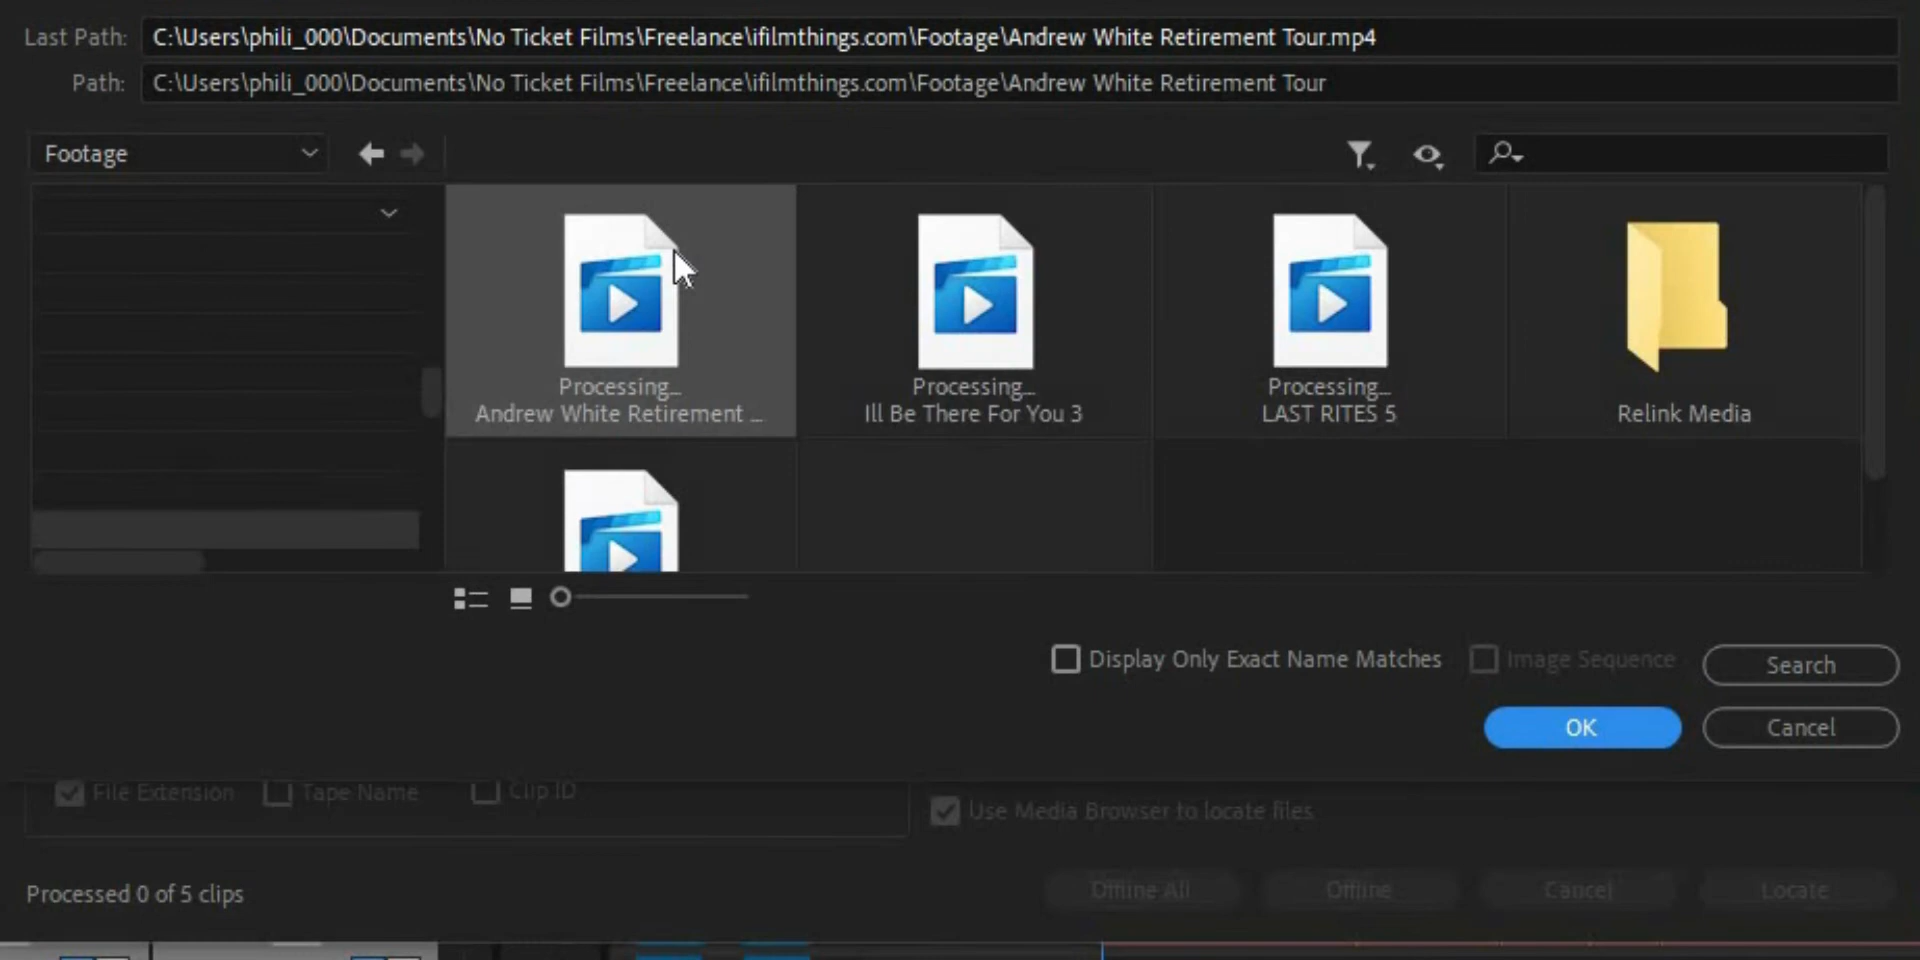 Last Path: C:\Users\phili_000\Documents\No Ticket Films\Freelance\ifilmthings.com\Footage\Andrew White Retirement Tour.mp4
Path: C:\Users\phili_000\Documents\No Ticket Films\Freelance\ifilmthings.com\Footage\Andrew White Retirement Tour
Footage
Processing...
Andrew White Retirement ...
Processing...
Ill Be There For You 3
Processing...
LAST RITES 5
Relink Media
Display Only Exact Name Matches
Image Sequence
Search
OK
Cancel
File Extension
Tape Name
Clip ID
Use Media Browser to locate files
Processed 0 of 5 clips
Offline All
Offline
Cancel
Locate